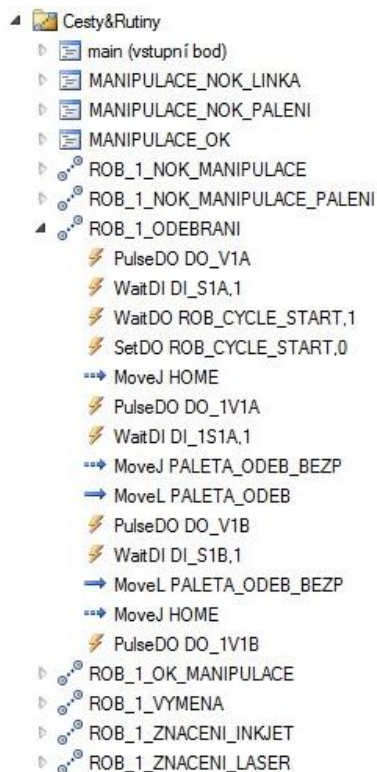 Cesty&Rutiny
main (vstupní bod)
MANIPULACE_NOK_LINKA
MANIPULACE_NOK_PALENI
MANIPULACE_OK
ROB_1_NOK_MANIPULACE
ROB_1_NOK_MANIPULACE_PALENI
ROB_1_ODEBRANI
PulseDO DO_V1A
WaitDI DI_S1A,1
WaitDO ROB_CYCLE_START,1
SetDO ROB_CYCLE_START,0
MoveJ HOME
PulseDO DO_1V1A
WaitDI DI_1S1A,1
MoveJ PALETA_ODEB_BEZP
MoveL PALETA_ODEB
PulseDO DO_V1B
WaitDI DI_S1B,1
MoveL PALETA_ODEB_BEZP
MoveJ HOME
PulseDO DO_1V1B
ROB_1_OK_MANIPULACE
ROB_1_VYMENA
ROB_1_ZNACENI_INKJET
ROB_1_ZNACENI_LASER